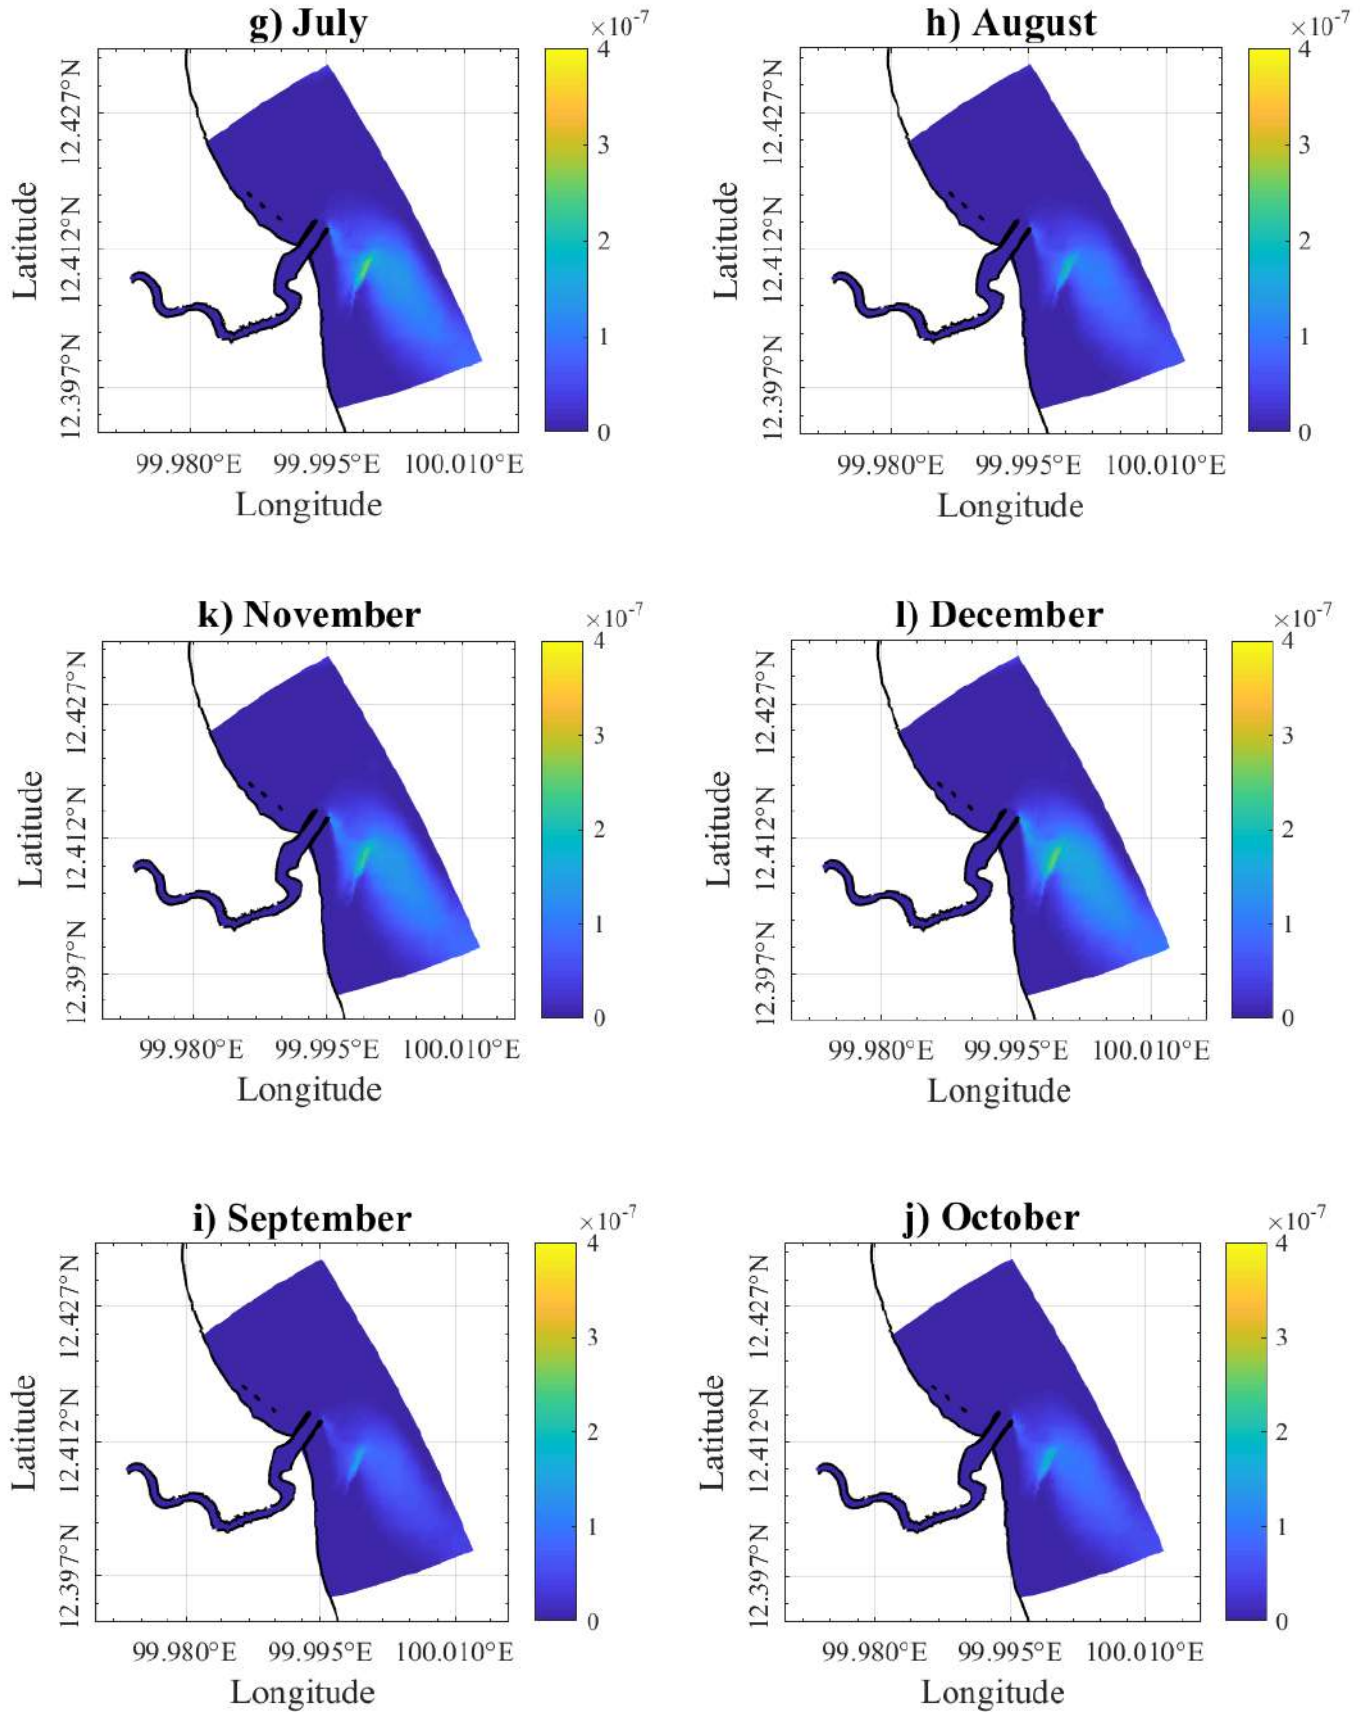 g) July
×10-7
4
3
2
1
0
12.427°N
12.412°N
12.397°N
Latitude
99.980°E 99.995°E 100.010°E
Longitude
h) August
×10-7
4
3
2
1
0
12.427°N
12.412°N
12.397°N
Latitude
99.980°E 99.995°E 100.010°E
Longitude
k) November
×10-7
4
3
2
1
0
12.427°N
12.412°N
12.397°N
Latitude
99.980°E 99.995°E 100.010°E
Longitude
l) December
×10-7
4
3
2
1
0
12.427°N
12.412°N
12.397°N
Latitude
99.980°E 99.995°E 100.010°E
Longitude
i) September
×10-7
4
3
2
1
0
12.427°N
12.412°N
12.397°N
Latitude
99.980°E 99.995°E 100.010°E
Longitude
j) October
×10-7
4
3
2
1
0
12.427°N
12.412°N
12.397°N
Latitude
99.980°E 99.995°E 100.010°E
Longitude